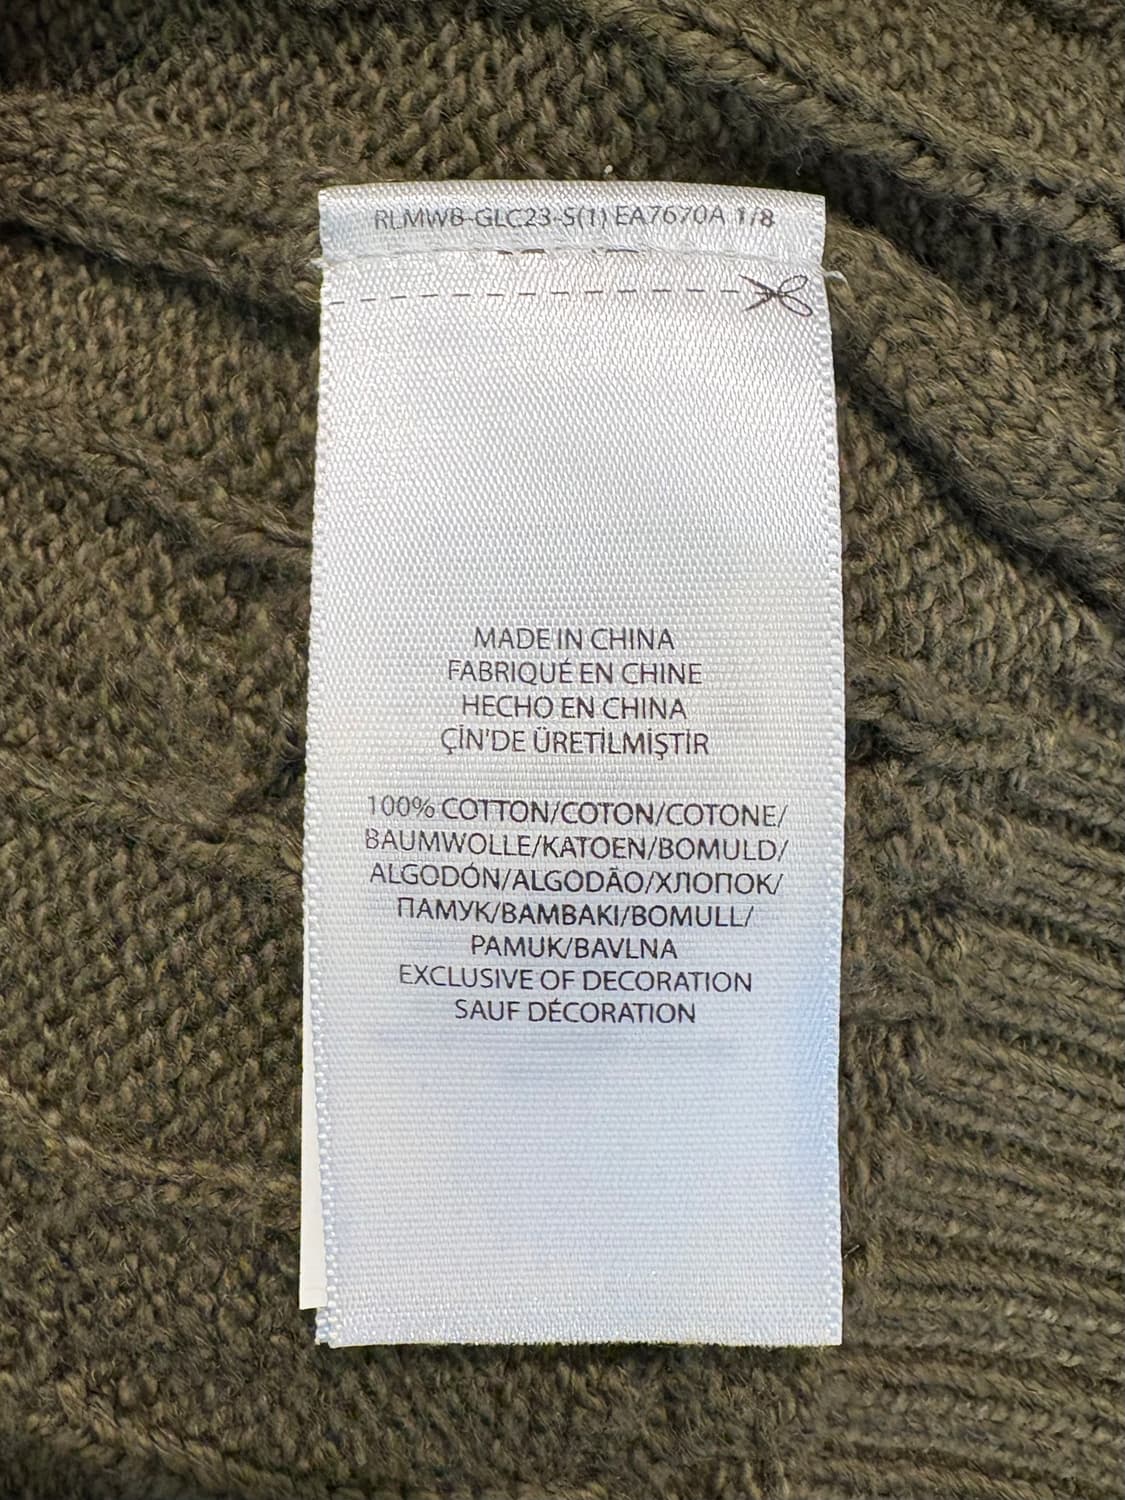 RLMWB-GLC23-S(1) EA7670A 1/8
MADE IN CHINA
FABRIQUÉ EN CHINE
HECHO EN CHINA
ÇİN'DE ÜRETİLMİŞTİR
100% COTTON/COTON/COTONE/
BAUMWOLLE/KATOEN/BOMULD/
ALGODÓN/ALGODÃO/ХЛОПОК/
ПАМУК/BAMBAKI/BOMULL/
PAMUK/BAVLNA
EXCLUSIVE OF DECORATION
SAUF DÉCORATION